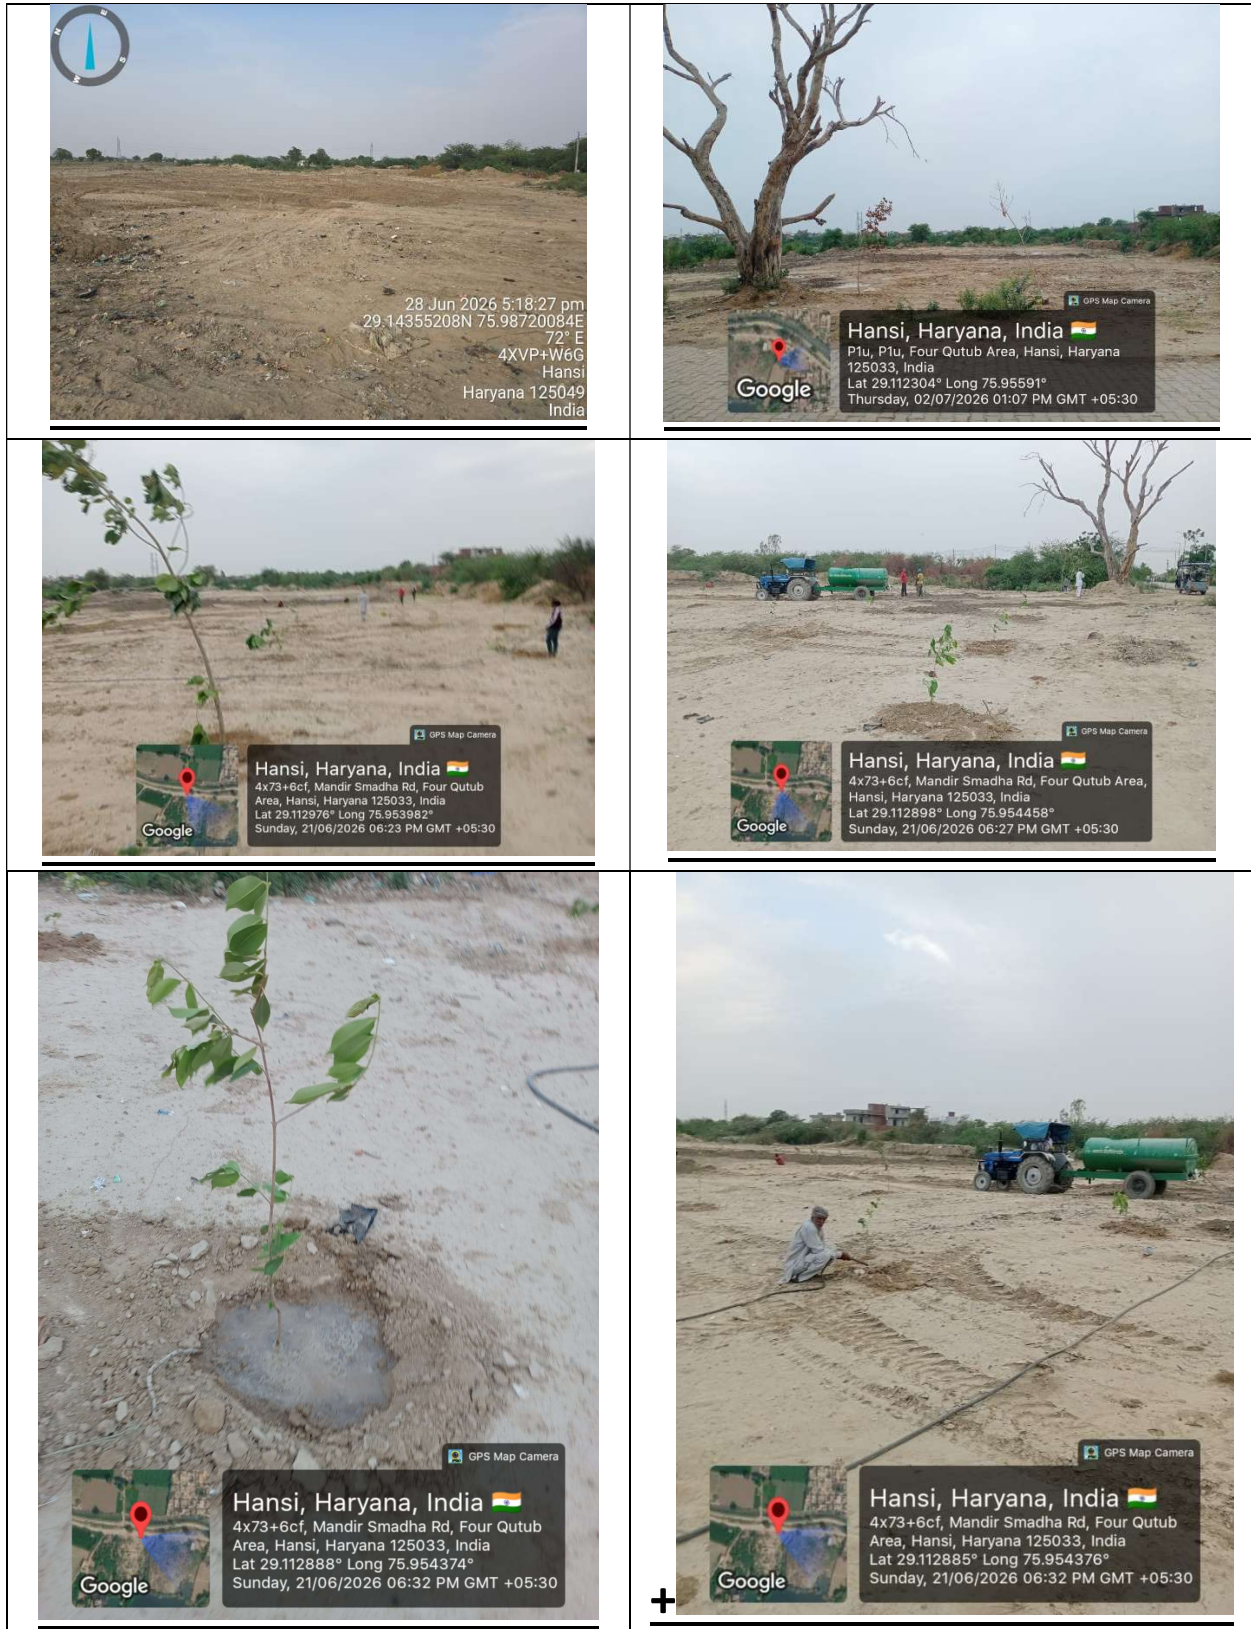 N
E
S
W
28 Jun 2026 5:18:27 pm
29.14355208N 75.98720084E
72° E
4XVP+W6G
Hansi
Haryana 125049
India
GPS Map Camera
Hansi, Haryana, India
P1u, P1u, Four Qutub Area, Hansi, Haryana
125033, India
Lat 29.112304° Long 75.95591°
Thursday, 02/07/2026 01:07 PM GMT +05:30
Google
GPS Map Camera
Hansi, Haryana, India
4x73+6cf, Mandir Smadha Rd, Four Qutub
Area, Hansi, Haryana 125033, India
Lat 29.112976° Long 75.953982°
Sunday, 21/06/2026 06:23 PM GMT +05:30
Google
GPS Map Camera
Hansi, Haryana, India
4x73+6cf, Mandir Smadha Rd, Four Qutub Area,
Hansi, Haryana 125033, India
Lat 29.112898° Long 75.954458°
Sunday, 21/06/2026 06:27 PM GMT +05:30
Google
GPS Map Camera
Hansi, Haryana, India
4x73+6cf, Mandir Smadha Rd, Four Qutub
Area, Hansi, Haryana 125033, India
Lat 29.112888° Long 75.954374°
Sunday, 21/06/2026 06:32 PM GMT +05:30
Google
GPS Map Camera
Hansi, Haryana, India
4x73+6cf, Mandir Smadha Rd, Four Qutub
Area, Hansi, Haryana 125033, India
Lat 29.112885° Long 75.954376°
Sunday, 21/06/2026 06:32 PM GMT +05:30
Google
+